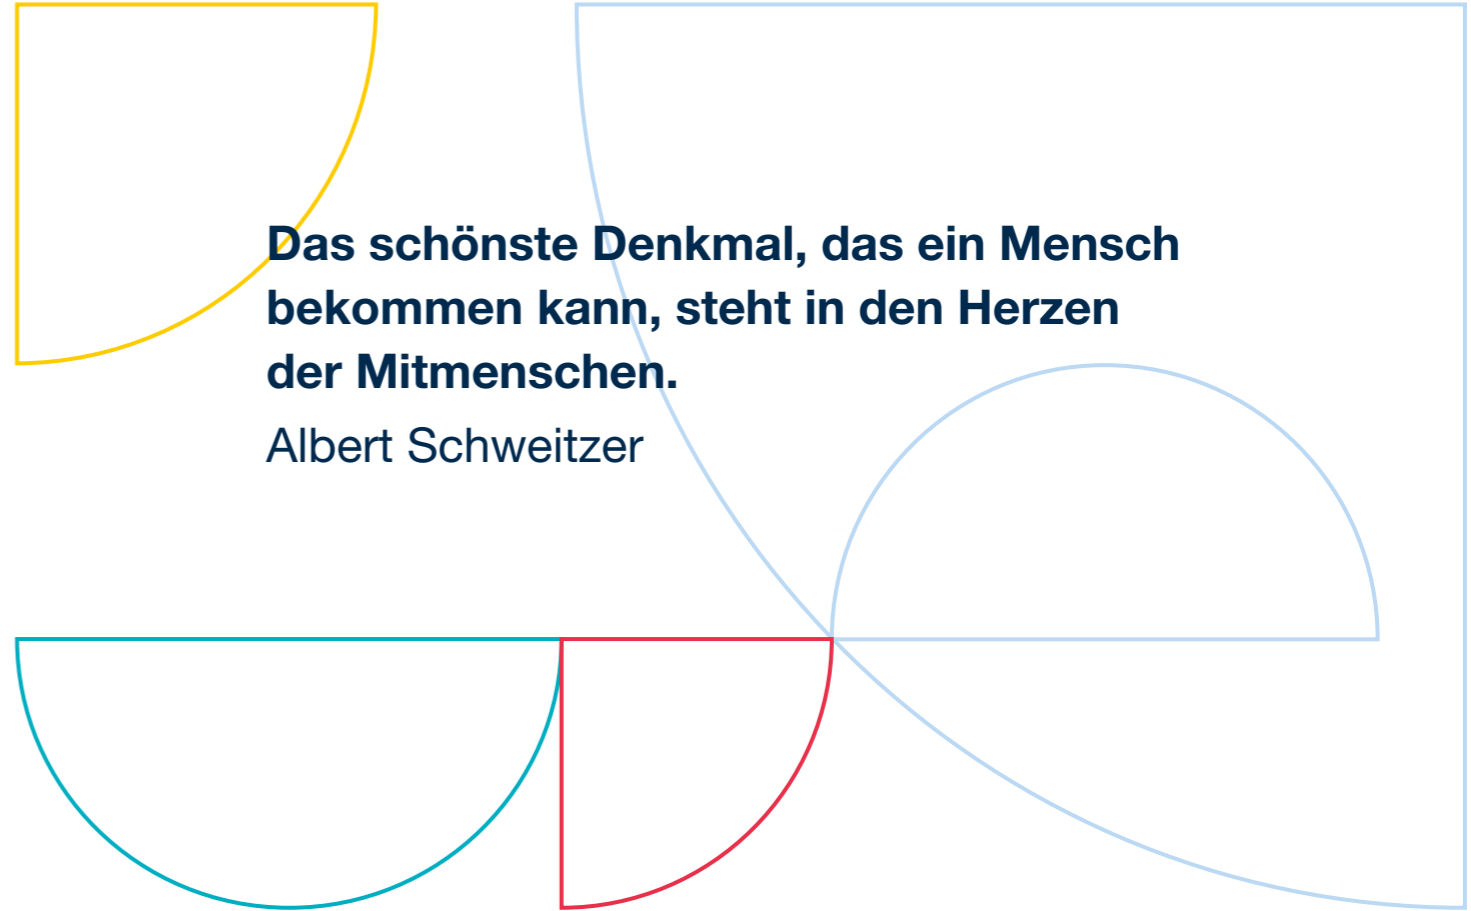 Das schönste Denkmal, das ein Mensch
bekommen kann, steht in den Herzen
der Mitmenschen.
Albert Schweitzer